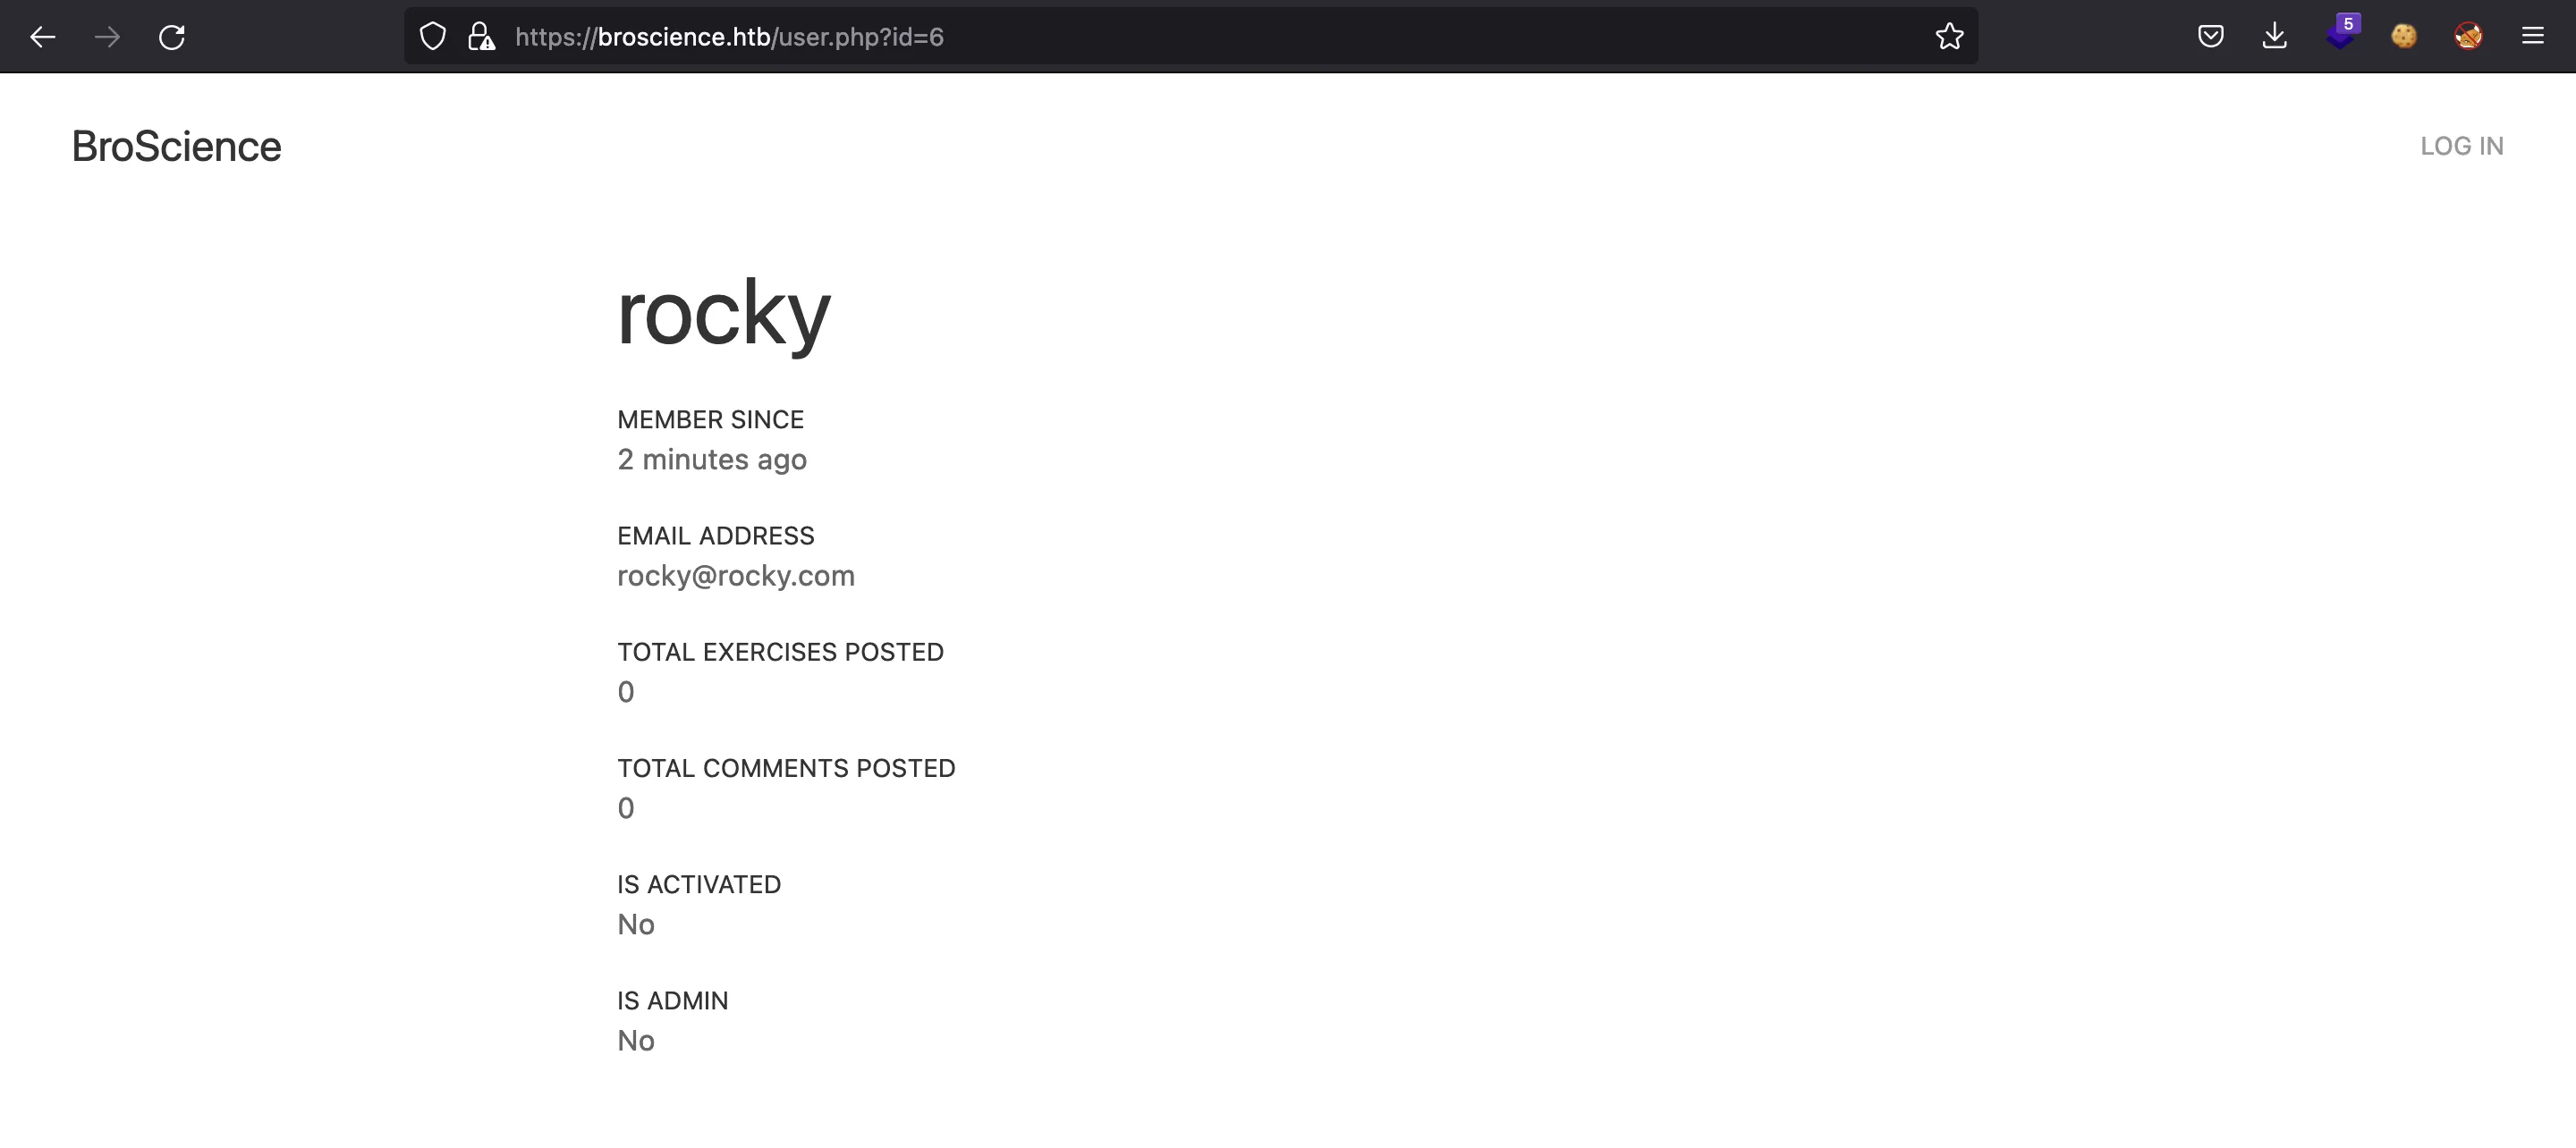 https://broscience.htb/user.php?id=6
5
BroScience
LOG IN
rocky
MEMBER SINCE
2 minutes ago
EMAIL ADDRESS
rocky@rocky.com
TOTAL EXERCISES POSTED
0
TOTAL COMMENTS POSTED
0
IS ACTIVATED
No
IS ADMIN
No